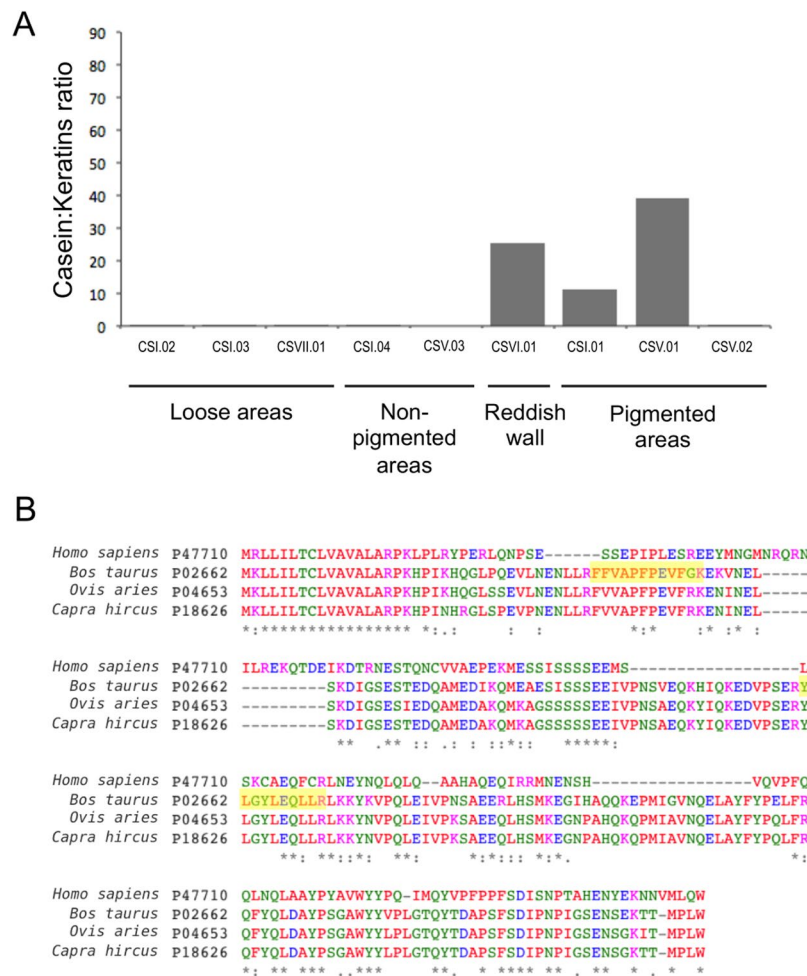 A
Casein:Keratins ratio
90
80
70
60
50
40
30
20
10
0
CSI.02 CSI.03 CSVII.01 CSI.04 CSV.03 CSVI.01 CSI.01 CSV.01 CSV.02
Loose areas Non-pigmented areas Reddish wall Pigmented areas
B
Homo sapiens P47710 MRLLILTCLVAVALARPKLPLRYPERLQNPSE------SSEPIPLESREEYMNGMNRQRN
Bos taurus P02662 MKLLILTCLVAVALARPKHPIKHQGLPQEVLNENLLRFFVAPFPEVFGKEKVNEL-----
Ovis aries P04653 MKLLILTCLVAVALARPKHPIKHQGLSPEVLNENLLRFVVAPFPEVFRKENINEL-----
Capra hircus P18626 MKLLILTCLVAVALARPKHPINHRGLSPEVPNENLLRFVVAPFPEVFRKENINEL-----
*:**************** *:.: : : *:* :*: :* *
Homo sapiens P47710 ILREKQTDEIKDTRNESTQNCVVAEPEKMESSISSSSEEMS------------------L
Bos taurus P02662 ---------SKDIGSESTEDQAMEDIKQMEAESISSSSEEIVPNSVEQKHIQKEDVPSERY
Ovis aries P04653 ---------SKDIGSESIEDQAMEDAKQMKAGSSSSSEEIVPNSAEQKYIQKEDVPSERY
Capra hircus P18626 ---------SKDIGSESTEDQAMEDAKQMKAGSSSSSEEIVPNSAEQKYIQKEDVPSERY
** .** :: .: : ::*:: *****:
Homo sapiens P47710 SKCAEQFCRLNEYNQLQLQ--AAHAQEQIRRMNENSH------------VQVPFQ
Bos taurus P02662 LGYLEQLLRLKKYKVPQLEIVPNSAEERLHSMKEGIHAQQKEPMIGVNQELAYFYPELFR
Ovis aries P04653 LGYLEQLLRLKKYNVPQLEIVPKSAEEQLHSMKEGNPAHQKQPMIAVNQELAYFYPQLFR
Capra hircus P18626 LGYLEQLLRLKKYNVPQLEIVPKSAEEQLHSMKEGNPAHQKQPMIAVNQELAYFYPQLFR
**: **::*: **: *:*::: *:*. *:
Homo sapiens P47710 QLNQLAAYPYAVWYYPQ-IMQYVPFPPFSDISNPTAHENYEKNNVMLQW
Bos taurus P02662 QFYQLDAYPSGAWYYVPLGTQYTDAPSFSDIPNPIGSENSEKTT-MPLW
Ovis aries P04653 QFYQLDAYPSGAWYYLPLGTQYTDAPSFSDIPNPIGSENSGKIT-MPLW
Capra hircus P18626 QFYQLDAYPSGAWYYLPLGTQYTDAPSFSDIPNPIGSENSGKTT-MPLW
*: ** *** ..*** **. *.**** ** . ** * . * *